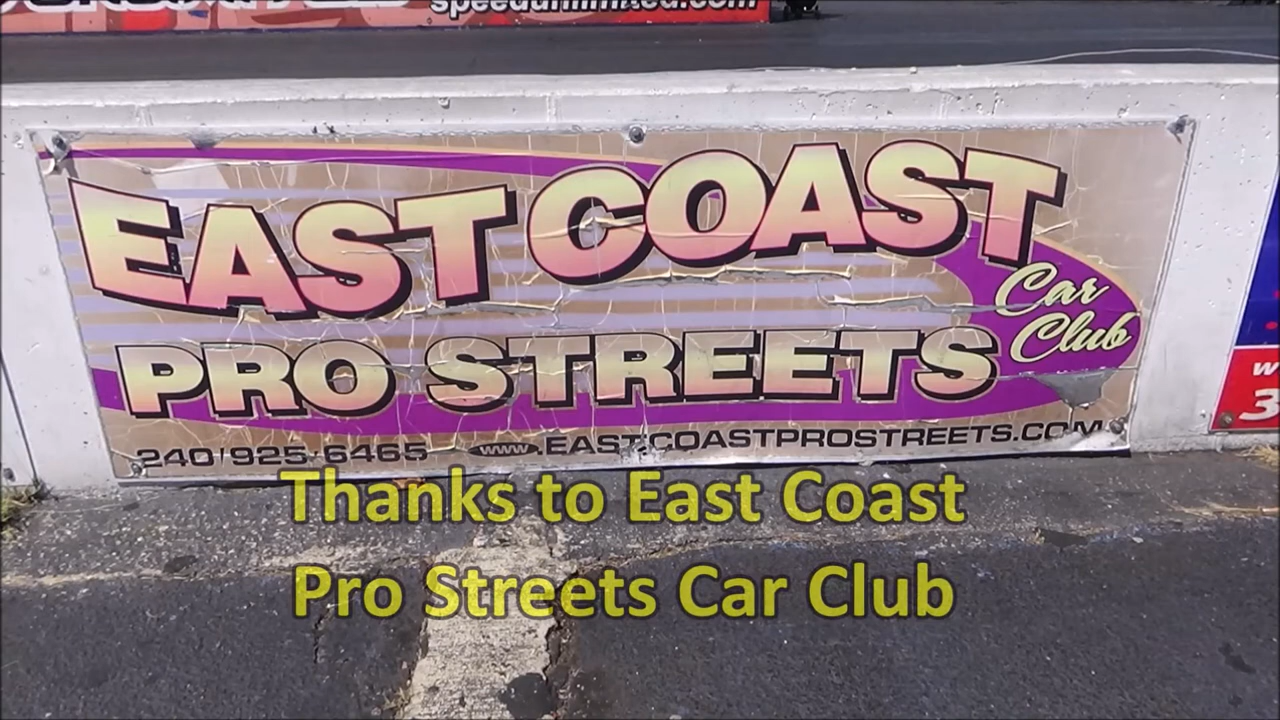 speedunlimited.com
EAST COAST
Car
Club
PRO STREETS
240/925-6465 www.EASTCOASTPROSTREETS.COM
W
3
Thanks to East Coast
Pro Streets Car Club